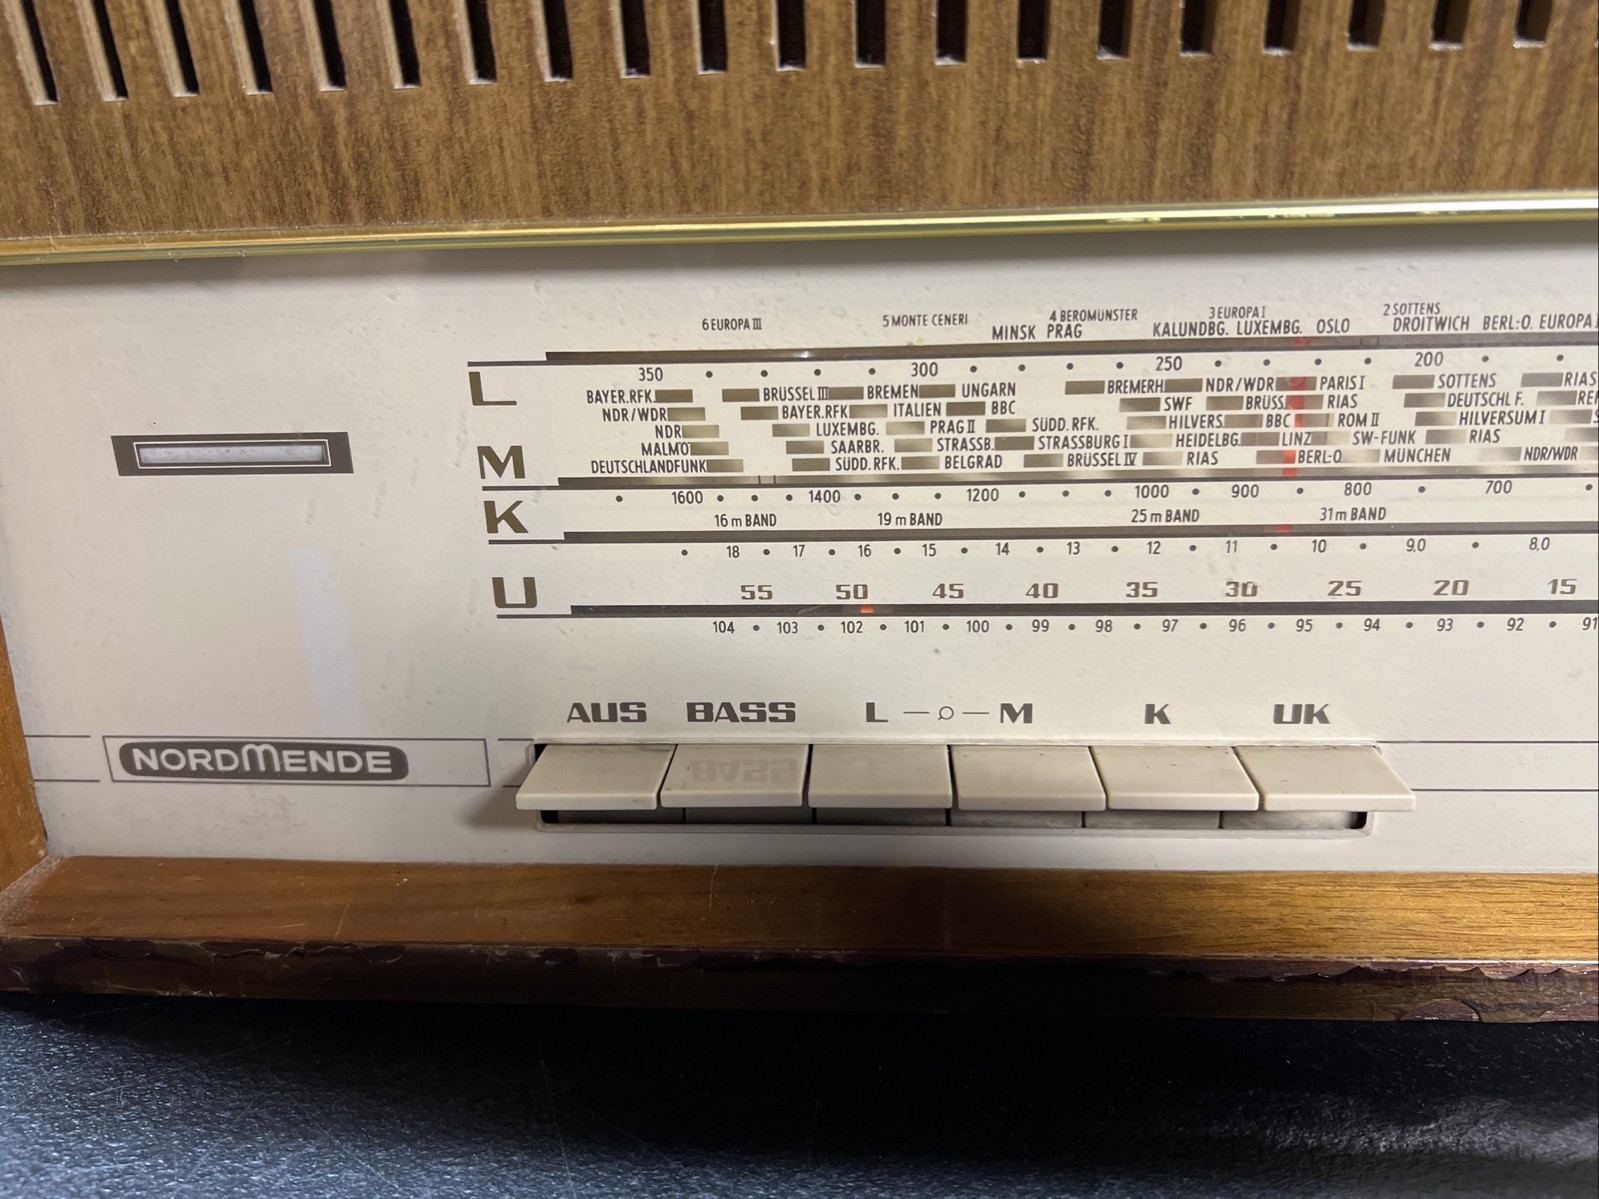 6 EUROPA III 5 MONTE CENERI 4 BEROMÜNSTER 3 EUROPA I 2 SOTTENS
MINSK PRAG KALUNDBG. LUXEMBG. OSLO DROITWICH BERL:O. EUROPA
L 350 300 250 200
BAYER.RFK. BRÜSSEL III BREMEN UNGARN BREMERH NDR/WDR PARIS I SOTTENS RIAS
NDR/WDR BAYER.RFK ITALIEN BBC SWF BRÜSS. RIAS DEUTSCHL F.
NDR LUXEMBG. PRAG II SÜDD. RFK. HILVERS. BBC ROM II HILVERSUM I
MALMÖ SAARBR. STRASSB. STRASSBURG I HEIDELBG. LINZ SW-FUNK RIAS
M DEUTSCHLANDFUNK SÜDD. RFK. BELGRAD BRÜSSEL IV RIAS BERL:O MÜNCHEN NDR/WDR
1600 1400 1200 1000 900 800 700
K 16 m BAND 19 m BAND 25 m BAND 31 m BAND
18 17 16 15 14 13 12 11 10 9,0 8,0
U 55 50 45 40 35 30 25 20 15
104 103 102 101 100 99 98 97 96 95 94 93 92 91
AUS BASS L M K UK
NORDMENDE